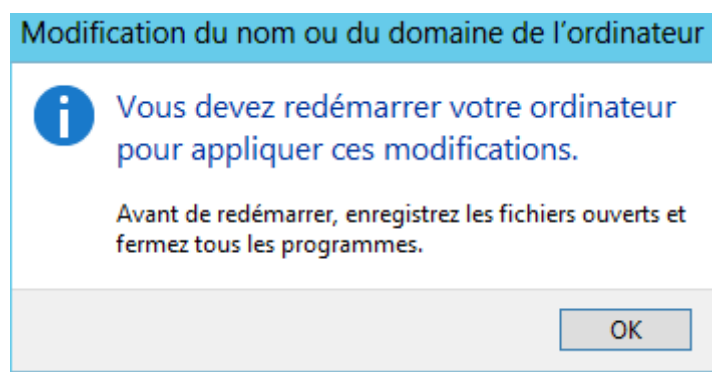 Modification du nom ou du domaine de l’ordinateur
Vous devez redémarrer votre ordinateur
pour appliquer ces modifications.
Avant de redémarrer, enregistrez les fichiers ouverts et
fermez tous les programmes.
OK